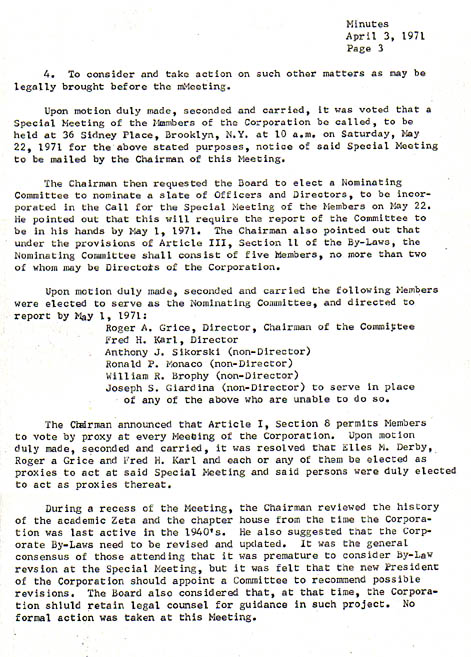 Minutes
April 3, 1971
Page 3
4. To consider and take action on such other matters as may be
legally brought before the mMeeting.
Upon motion duly made, seconded and carried, it was voted that a
Special Meeting of the Members of the Corporation be called, to be
held at 36 Sidney Place, Brooklyn, N.Y. at 10 a.m. on Saturday, May
22, 1971 for the above stated purposes, notice of said Special Meeting
to be mailed by the Chairman of this Meeting.
The Chairman then requested the Board to elect a Nominating
Committee to nominate a slate of Officers and Directors, to be incor-
porated in the Call for the Special Meeting of the Members on May 22.
He pointed out that this will require the report of the Committee to
be in his hands by May 1, 1971. The Chairman also pointed out that
under the provisions of Article III, Section 11 of the By-Laws, the
Nominating Committee shall consist of five Members, no more than two
of whom may be Directors of the Corporation.
Upon motion duly made, seconded and carried the following Members
were elected to serve as the Nominating Committee, and directed to
report by May 1, 1971:
Roger A. Grice, Director, Chairman of the Committee
Fred H. Karl, Director
Anthony J. Sikorski (non-Director)
Ronald P. Monaco (non-Director)
William R. Brophy (non-Director)
Joseph S. Giardina (non-Director) to serve in place
of any of the above who are unable to do so.
The Chairman announced that Article I, Section 8 permits Members
to vote by proxy at every Meeting of the Corporation. Upon motion
duly made, seconded and carried, it was resolved that Elles M. Derby,
Roger a Grice and Fred H. Karl and each or any of them be elected as
proxies to act at said Special Meeting and said persons were duly elected
to act as proxies thereat.
During a recess of the Meeting, the Chairman reviewed the history
of the academic Zeta and the chapter house from the time the Corpora-
tion was last active in the 1940's. He also suggested that the Corp-
orate By-Laws need to be revised and updated. It was the general
consensus of those attending that it was premature to consider By-Law
revsion at the Special Meeting, but it was felt that the new President
of the Corporation should appoint a Committee to recommend possible
revisions. The Board also considered that, at that time, the Corpora-
tion shluld retain legal counsel for guidance in such project. No
formal action was taken at this Meeting.